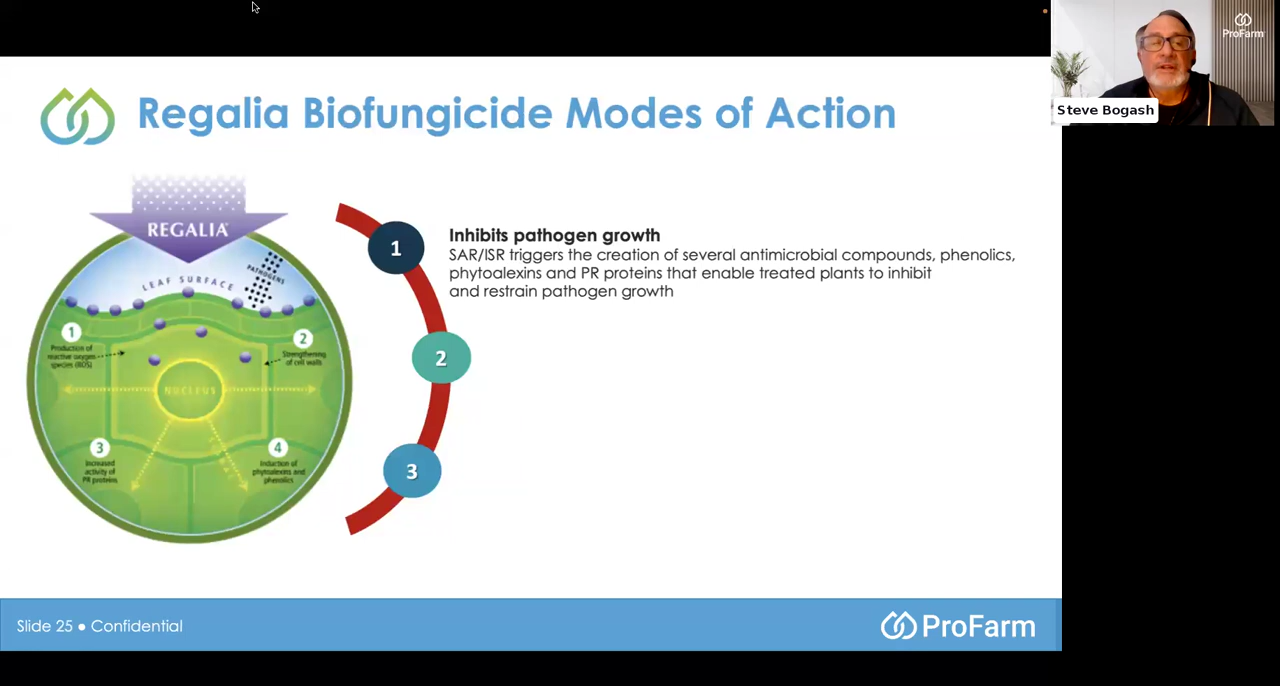 ProFarm
Steve Bogash
Regalia Biofungicide Modes of Action
REGALIA®
LEAF SURFACE
PATHOGENS
1
Production of
reactive oxygen
species (ROS)
2
Strengthening
of cell walls
NUCLEUS
3
Increased
activity of
PR proteins
4
Induction of
phytoalexins and
phenolics
1
Inhibits pathogen growth
SAR/ISR triggers the creation of several antimicrobial compounds, phenolics,
phytoalexins and PR proteins that enable treated plants to inhibit
and restrain pathogen growth
2
3
Slide 25 ● Confidential
ProFarm